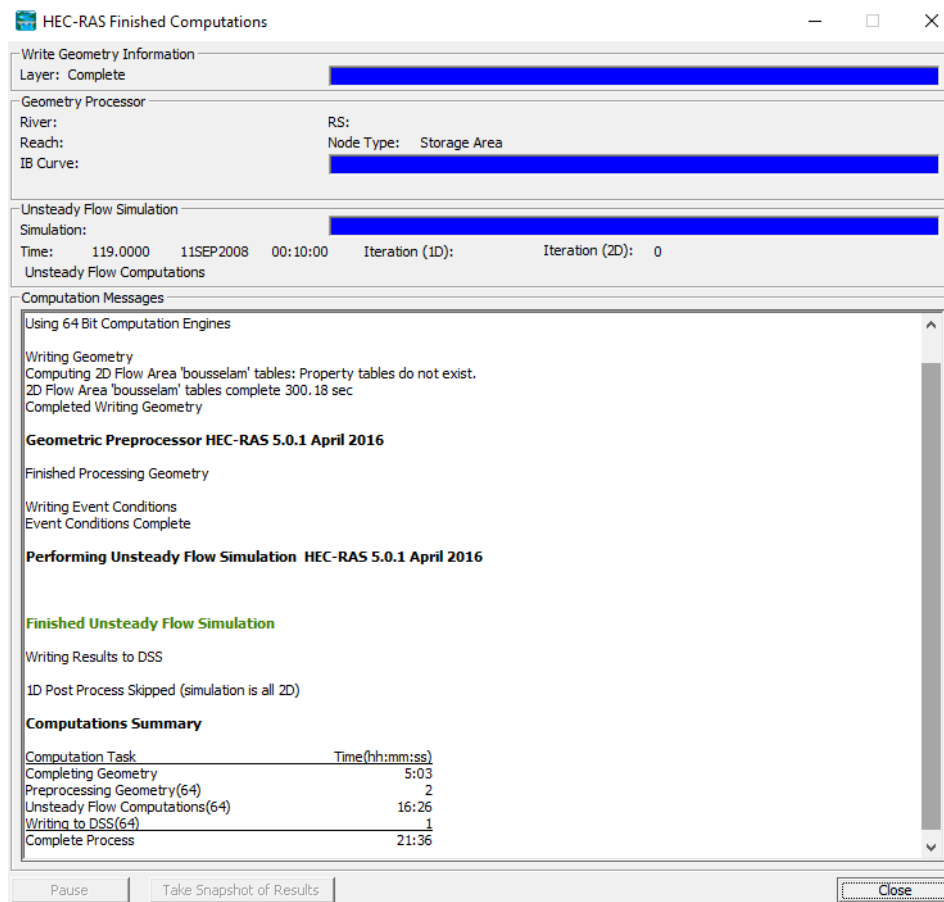 HEC-RAS Finished Computations
Write Geometry Information
Layer: Complete
Geometry Processor
River: RS:
Reach: Node Type: Storage Area
IB Curve:
Unsteady Flow Simulation
Simulation:
Time: 119.0000 11SEP2008 00:10:00 Iteration (1D): Iteration (2D): 0
Unsteady Flow Computations
Computation Messages
Using 64 Bit Computation Engines
Writing Geometry
Computing 2D Flow Area 'bousselam' tables: Property tables do not exist.
2D Flow Area 'bousselam' tables complete 300.18 sec
Completed Writing Geometry
Geometric Preprocessor HEC-RAS 5.0.1 April 2016
Finished Processing Geometry
Writing Event Conditions
Event Conditions Complete
Performing Unsteady Flow Simulation  HEC-RAS 5.0.1 April 2016
Finished Unsteady Flow Simulation
Writing Results to DSS
1D Post Process Skipped (simulation is all 2D)
Computations Summary
Computation Task Time(hh:mm:ss)
Completing Geometry 5:03
Preprocessing Geometry(64) 2
Unsteady Flow Computations(64) 16:26
Writing to DSS(64) 1
Complete Process 21:36
Pause Take Snapshot of Results Close